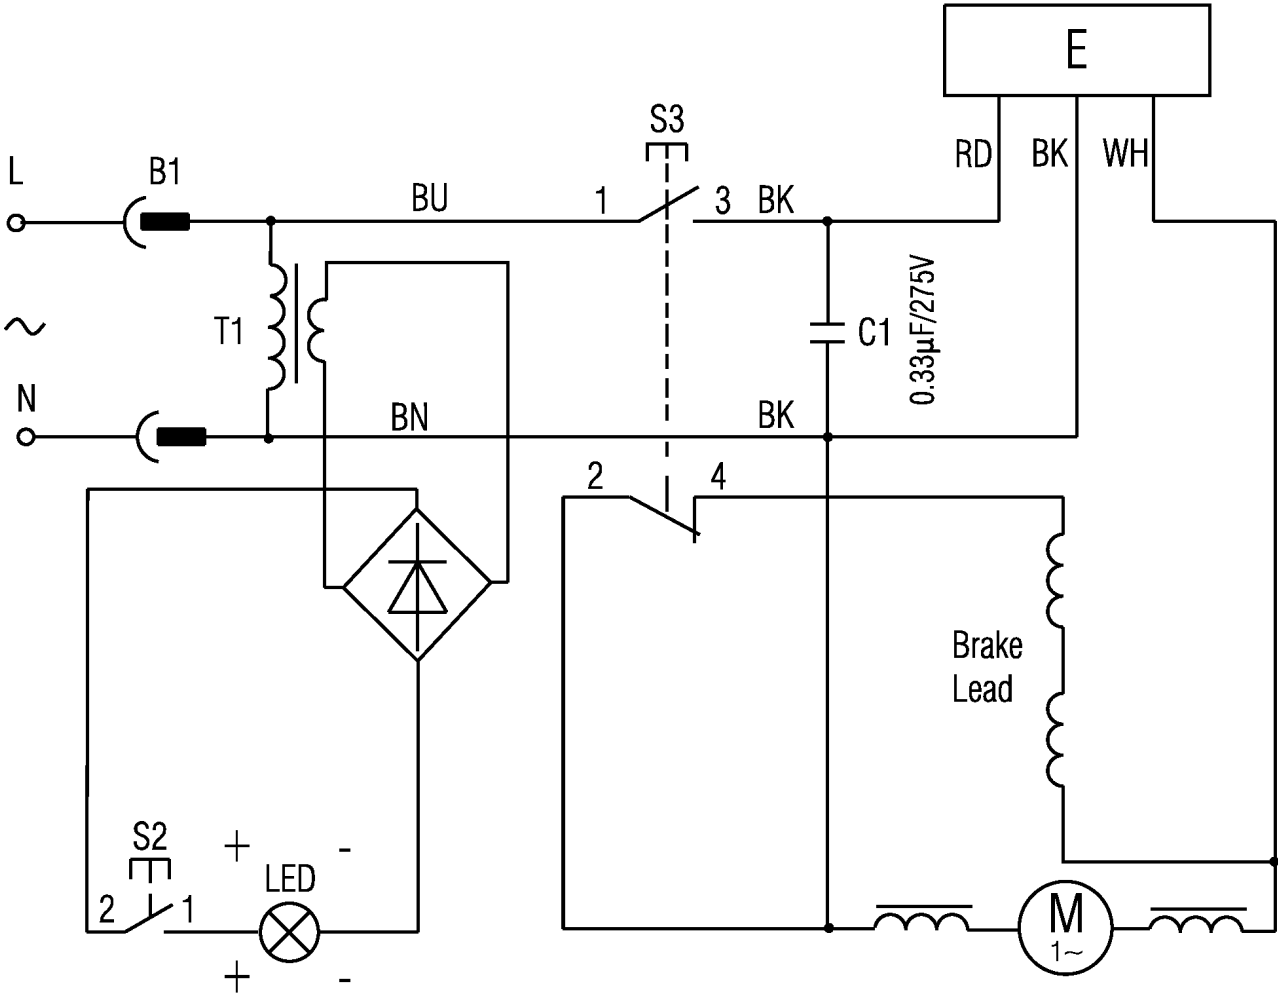 E
S3
RD BK WH
L
B1
BU
1
3
BK
T1
C1
0.33µF/275V
~
N
BN
BK
2
4
Brake
Lead
S2
+ -
LED
2
1
M
1~
+ -